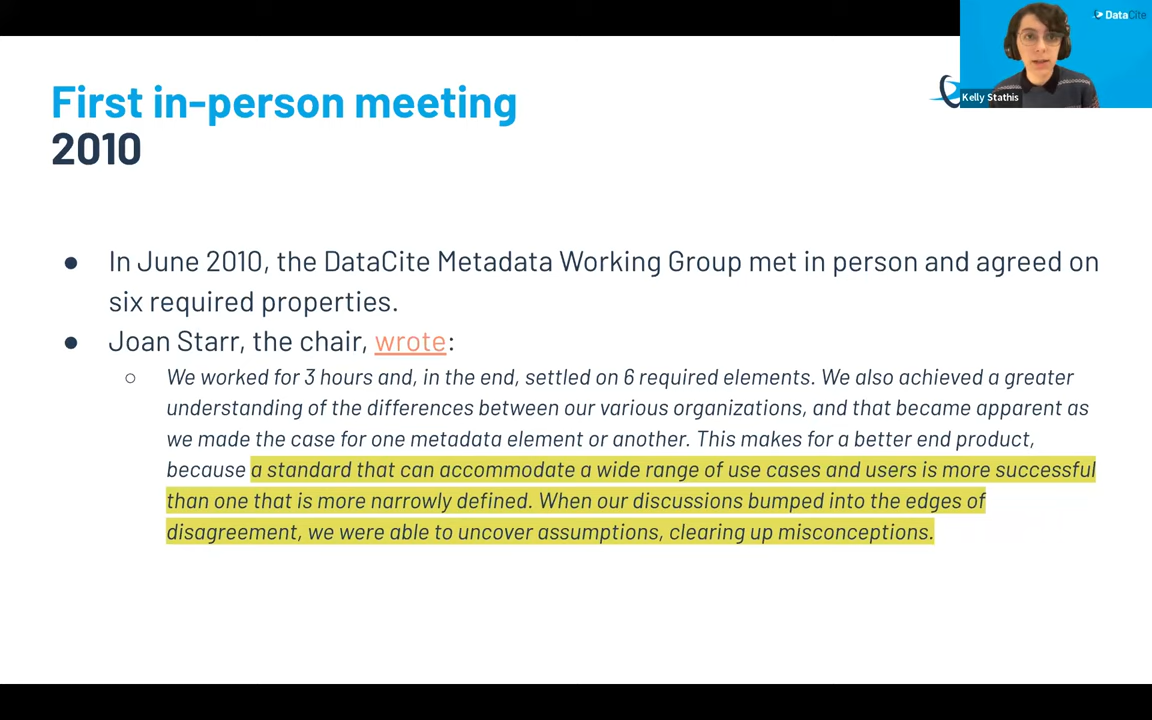 DataCite
Kelly Stathis
First in-person meeting
2010
● In June 2010, the DataCite Metadata Working Group met in person and agreed on
six required properties.
● Joan Starr, the chair, wrote:
○ We worked for 3 hours and, in the end, settled on 6 required elements. We also achieved a greater
understanding of the differences between our various organizations, and that became apparent as
we made the case for one metadata element or another. This makes for a better end product,
because a standard that can accommodate a wide range of use cases and users is more successful
than one that is more narrowly defined. When our discussions bumped into the edges of
disagreement, we were able to uncover assumptions, clearing up misconceptions.